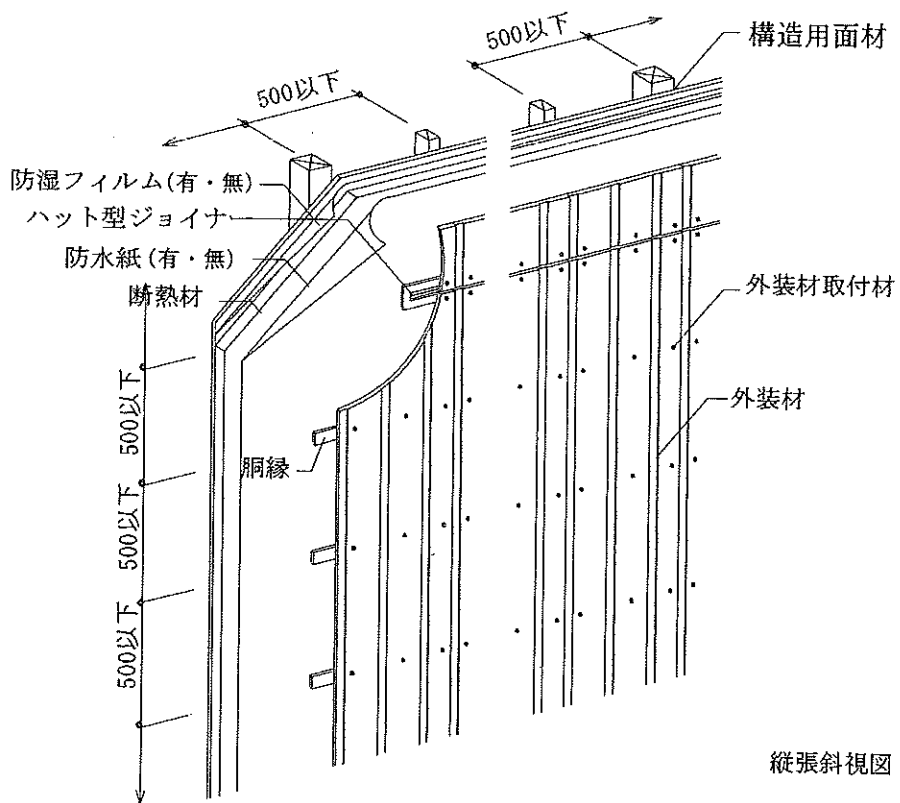 500以下
500以下
構造用面材
防湿フィルム(有・無)
ハット型ジョイナ
防水紙(有・無)
断熱材
外装材取付材
外装材
胴縁
500以下
500以下
500以下
縦張斜視図